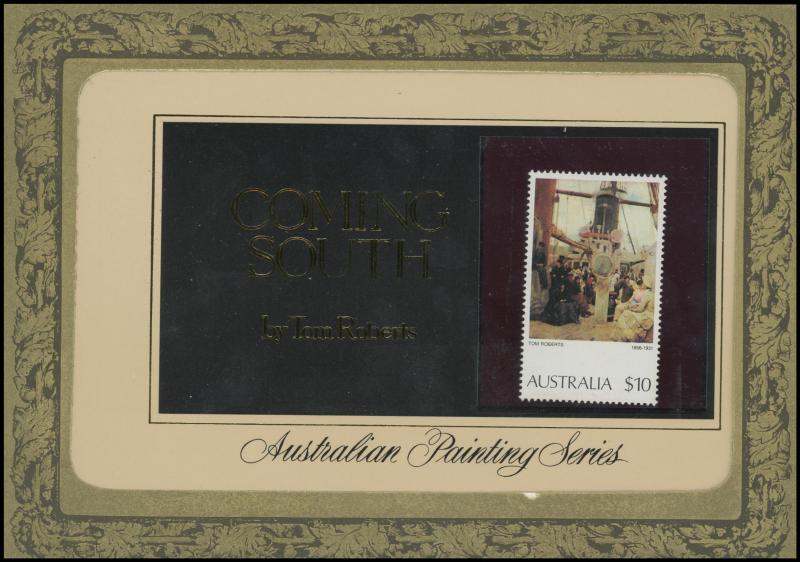 COMING
SOUTH
by Tom Roberts
TOM ROBERTS 1856-1931
AUSTRALIA $10
Australian Painting Series